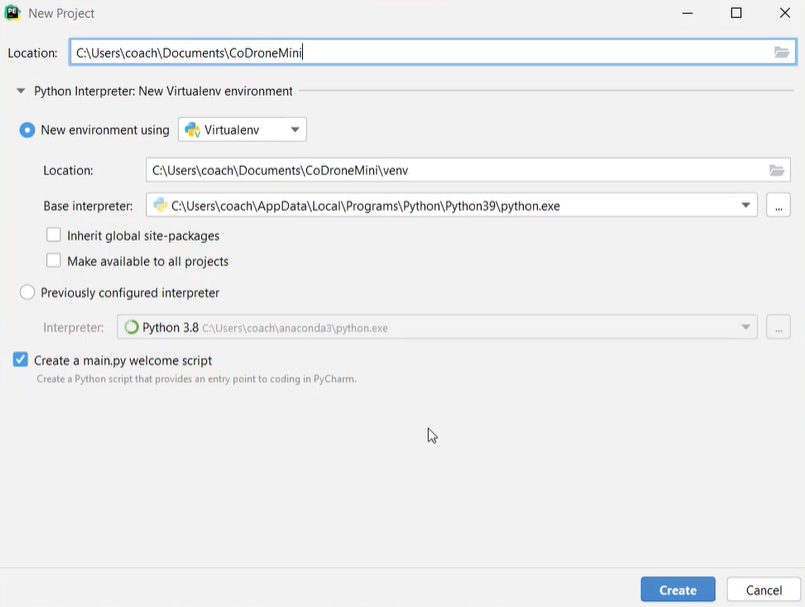 PE New Project
Location: C:\Users\coach\Documents\CoDroneMini
Python Interpreter: New Virtualenv environment
New environment using Virtualenv
Location: C:\Users\coach\Documents\CoDroneMini\venv
Base interpreter: C:\Users\coach\AppData\Local\Programs\Python\Python39\python.exe ...
Inherit global site-packages
Make available to all projects
Previously configured interpreter
Interpreter: Python 3.8 C:\Users\coach\anaconda3\python.exe ...
Create a main.py welcome script
Create a Python script that provides an entry point to coding in PyCharm.
Create Cancel